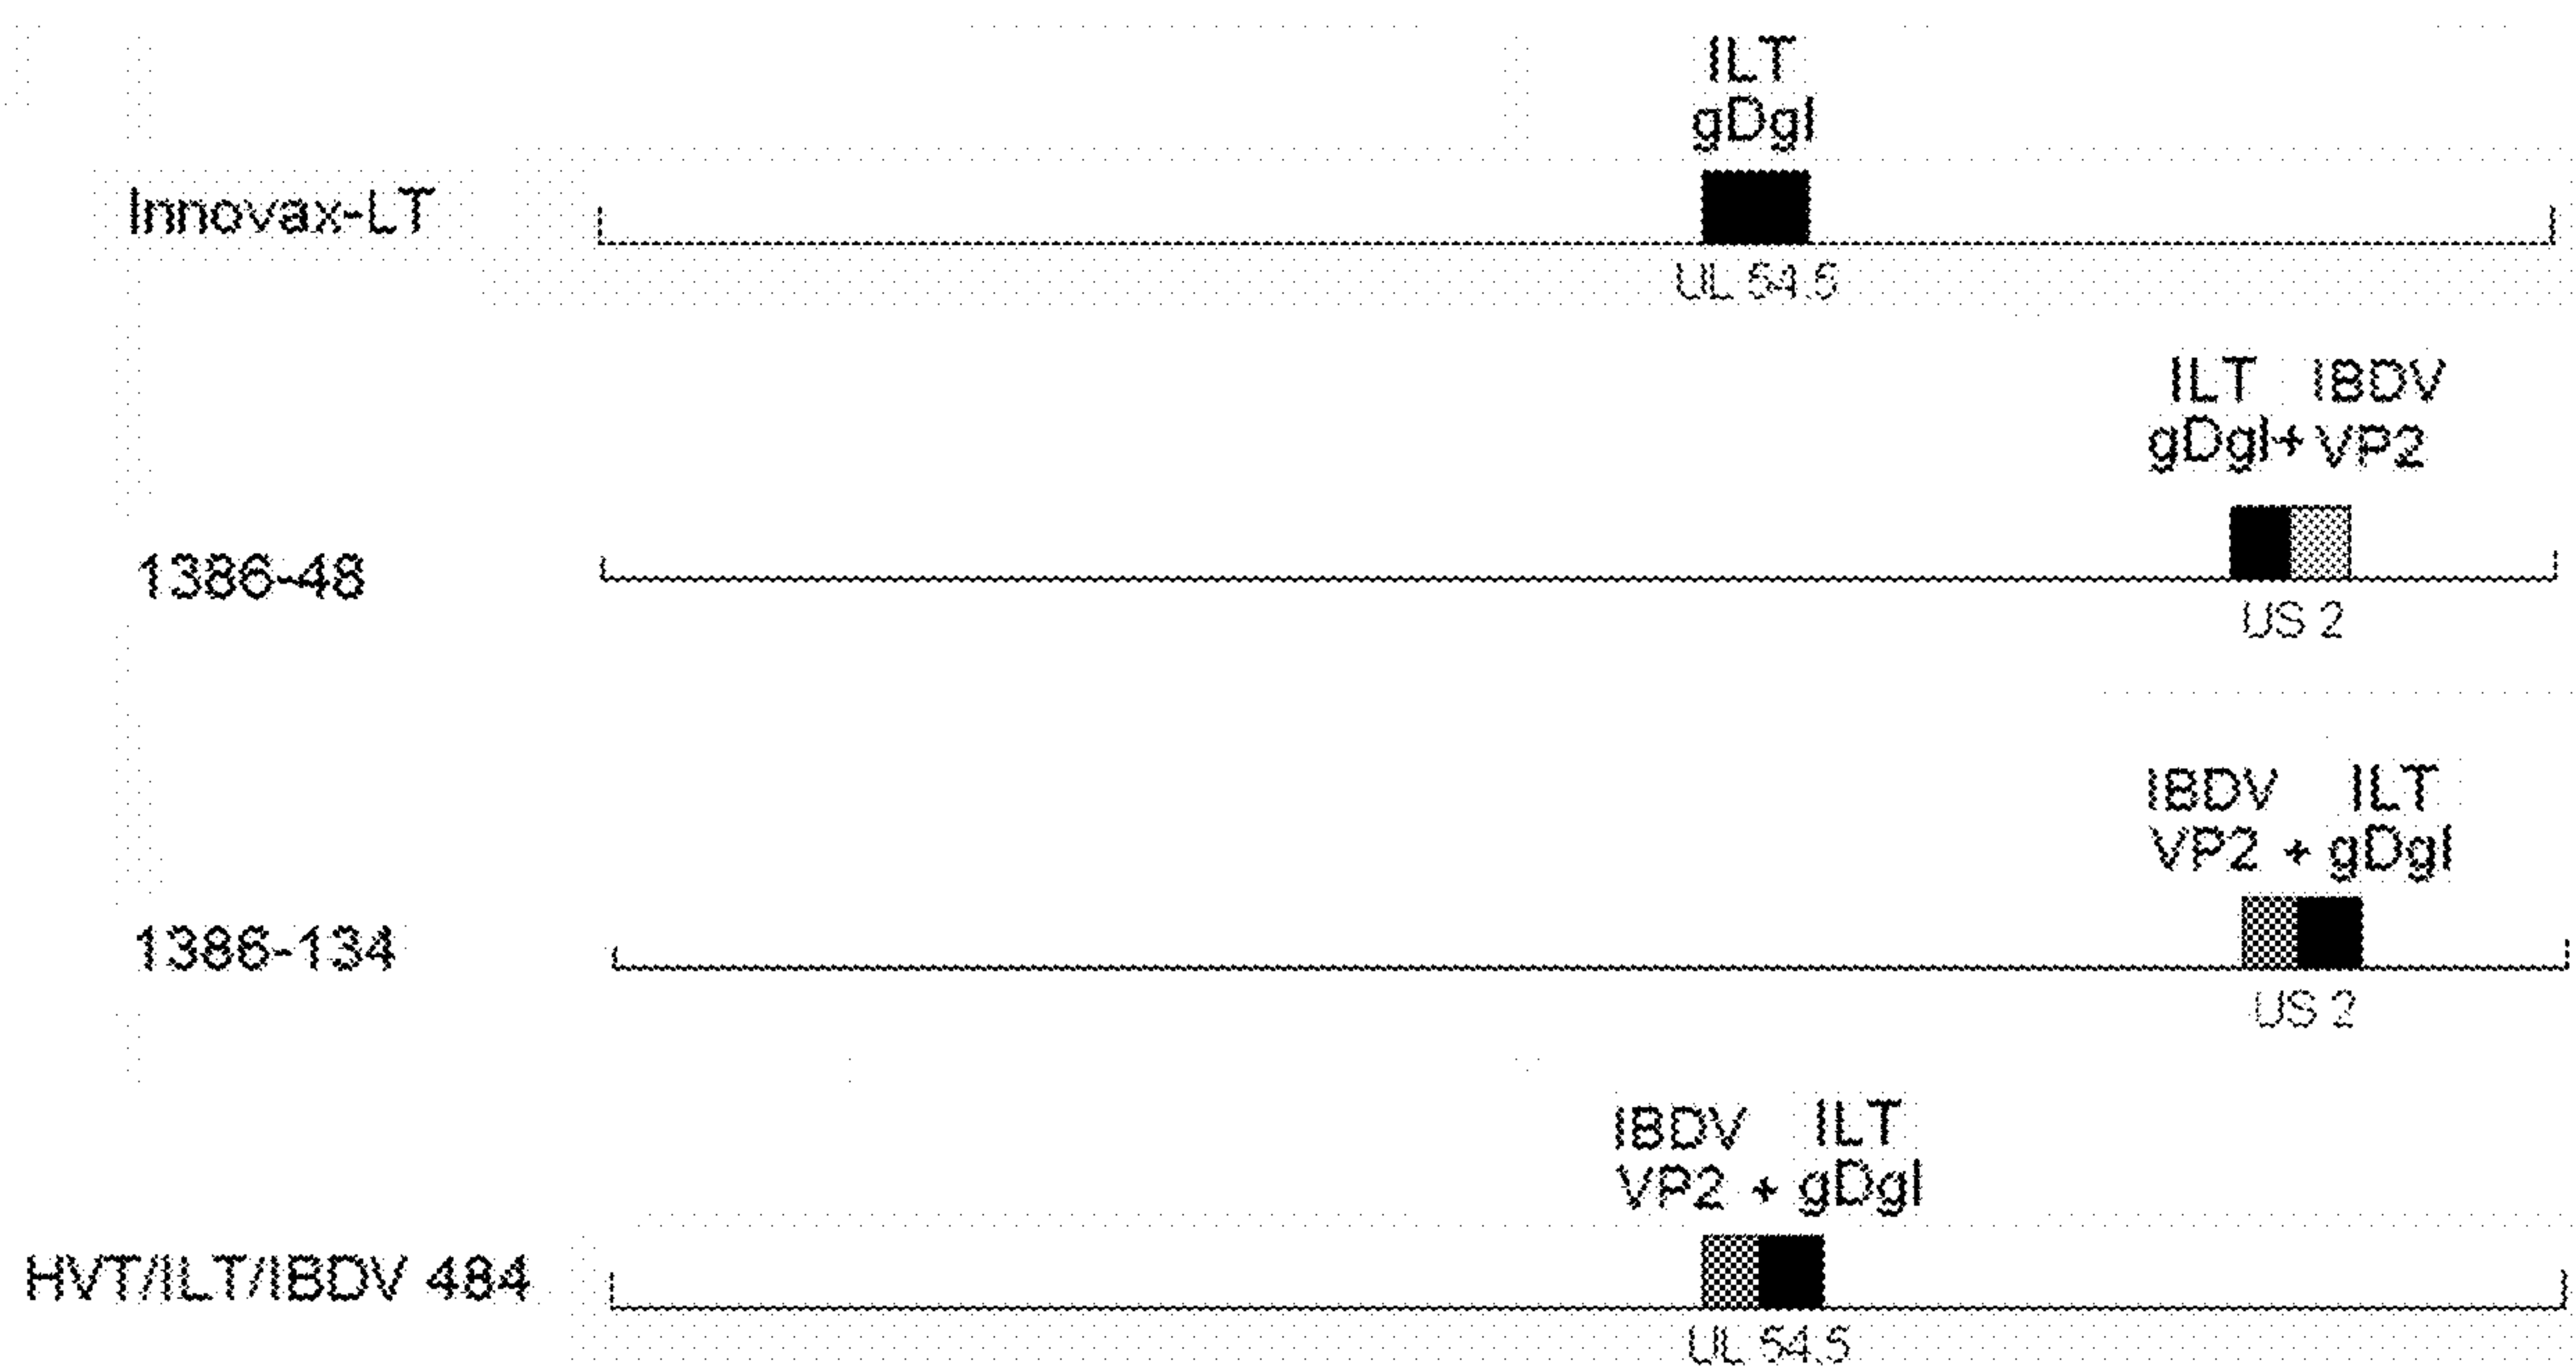 ILT
gDgI
Innovax-LT
UL 54.5
ILT IBDV
gDgI+ VP2
1386-48
US 2
IBDV ILT
VP2 + gDgI
1386-134
US 2
IBDV ILT
VP2 + gDgI
HVT/ILT/IBDV 484
UL 54.5